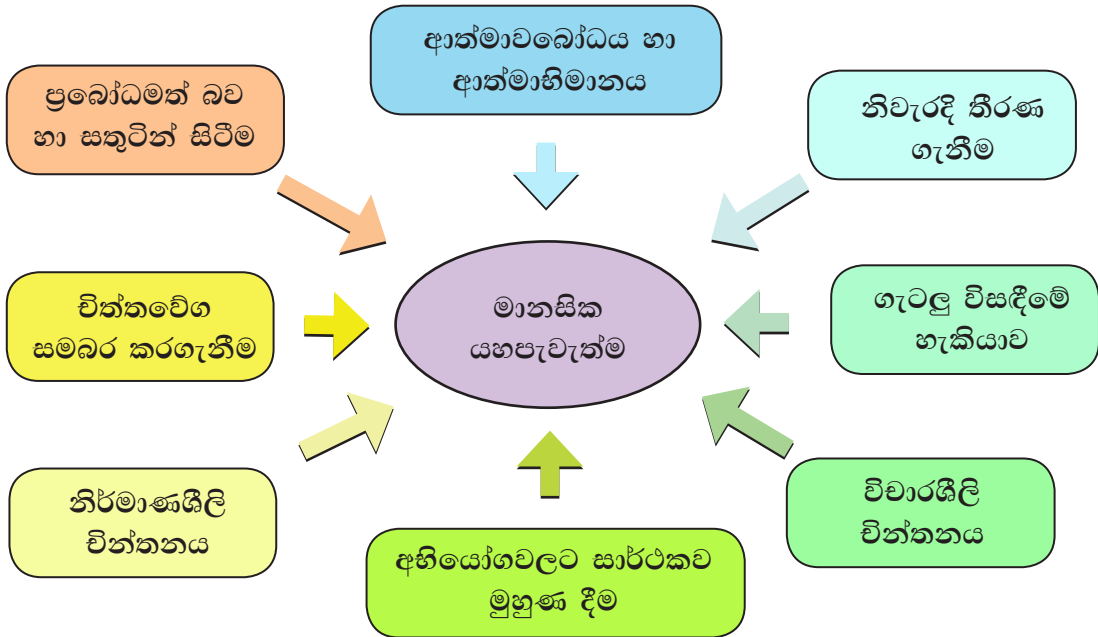 ආත්මාවබෝධය හා
ආත්මාභිමානය
ප්‍රබෝධමත් බව
හා සතුටින් සිටීම
නිවැරදි තීරණ
ගැනීම
චිත්තවේග
සමබර කරගැනීම
මානසික
යහපැවැත්ම
ගැටලු විසඳීමේ
හැකියාව
නිර්මාණශීලි
චින්තනය
අභියෝගවලට සාර්ථකව
මුහුණ දීම
විචාරශීලි
චින්තනය